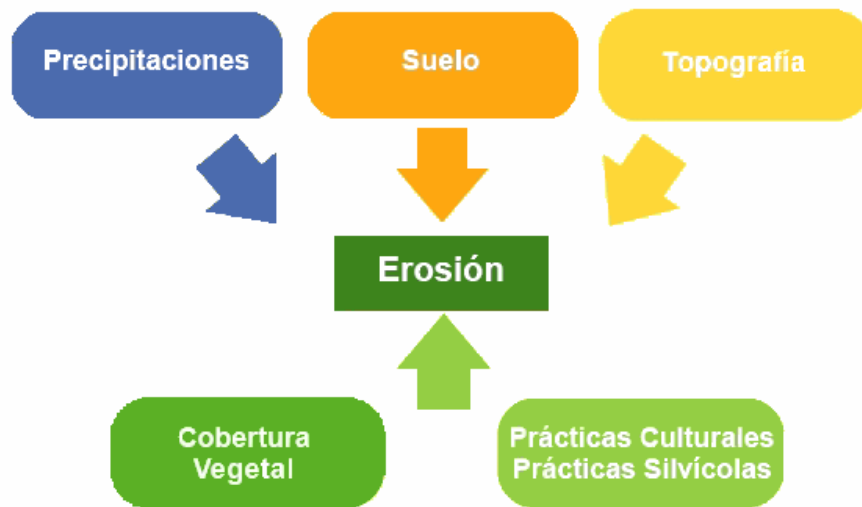 Precipitaciones
Suelo
Topografía
Erosión
Cobertura
Vegetal
Prácticas Culturales
Prácticas Silvícolas